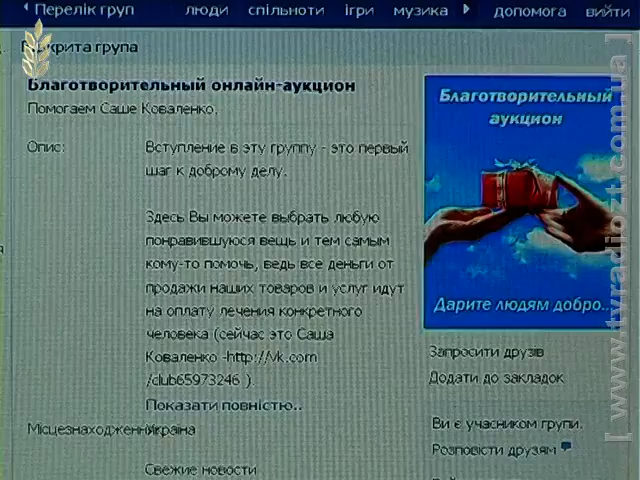 Перелік груп люди спільноти ігри музика допомога вийти
Відкрита група
Благотворительный онлайн-аукцион
Помогаем Саше Коваленко.
Опис: Вступление в эту группу - это первый
шаг к доброму делу.
Здесь Вы можете выбрать любую
понравившуюся вещь и тем самым
кому-то помочь, ведь все деньги от
продажи наших товаров и услуг идут
на оплату лечения конкретного
человека (сейчас это Саша
Коваленко -http://vk.com
/club65973246 ).
Показати повністю..
Місцезнаходження: Україна
Свежие новости
Благотворительный
аукцион
Дарите людям добро...
Запросити друзів
Додати до закладок
Ви є учасником групи.
Розповісти друзям
[ www.tvradiozt.com.ua ]